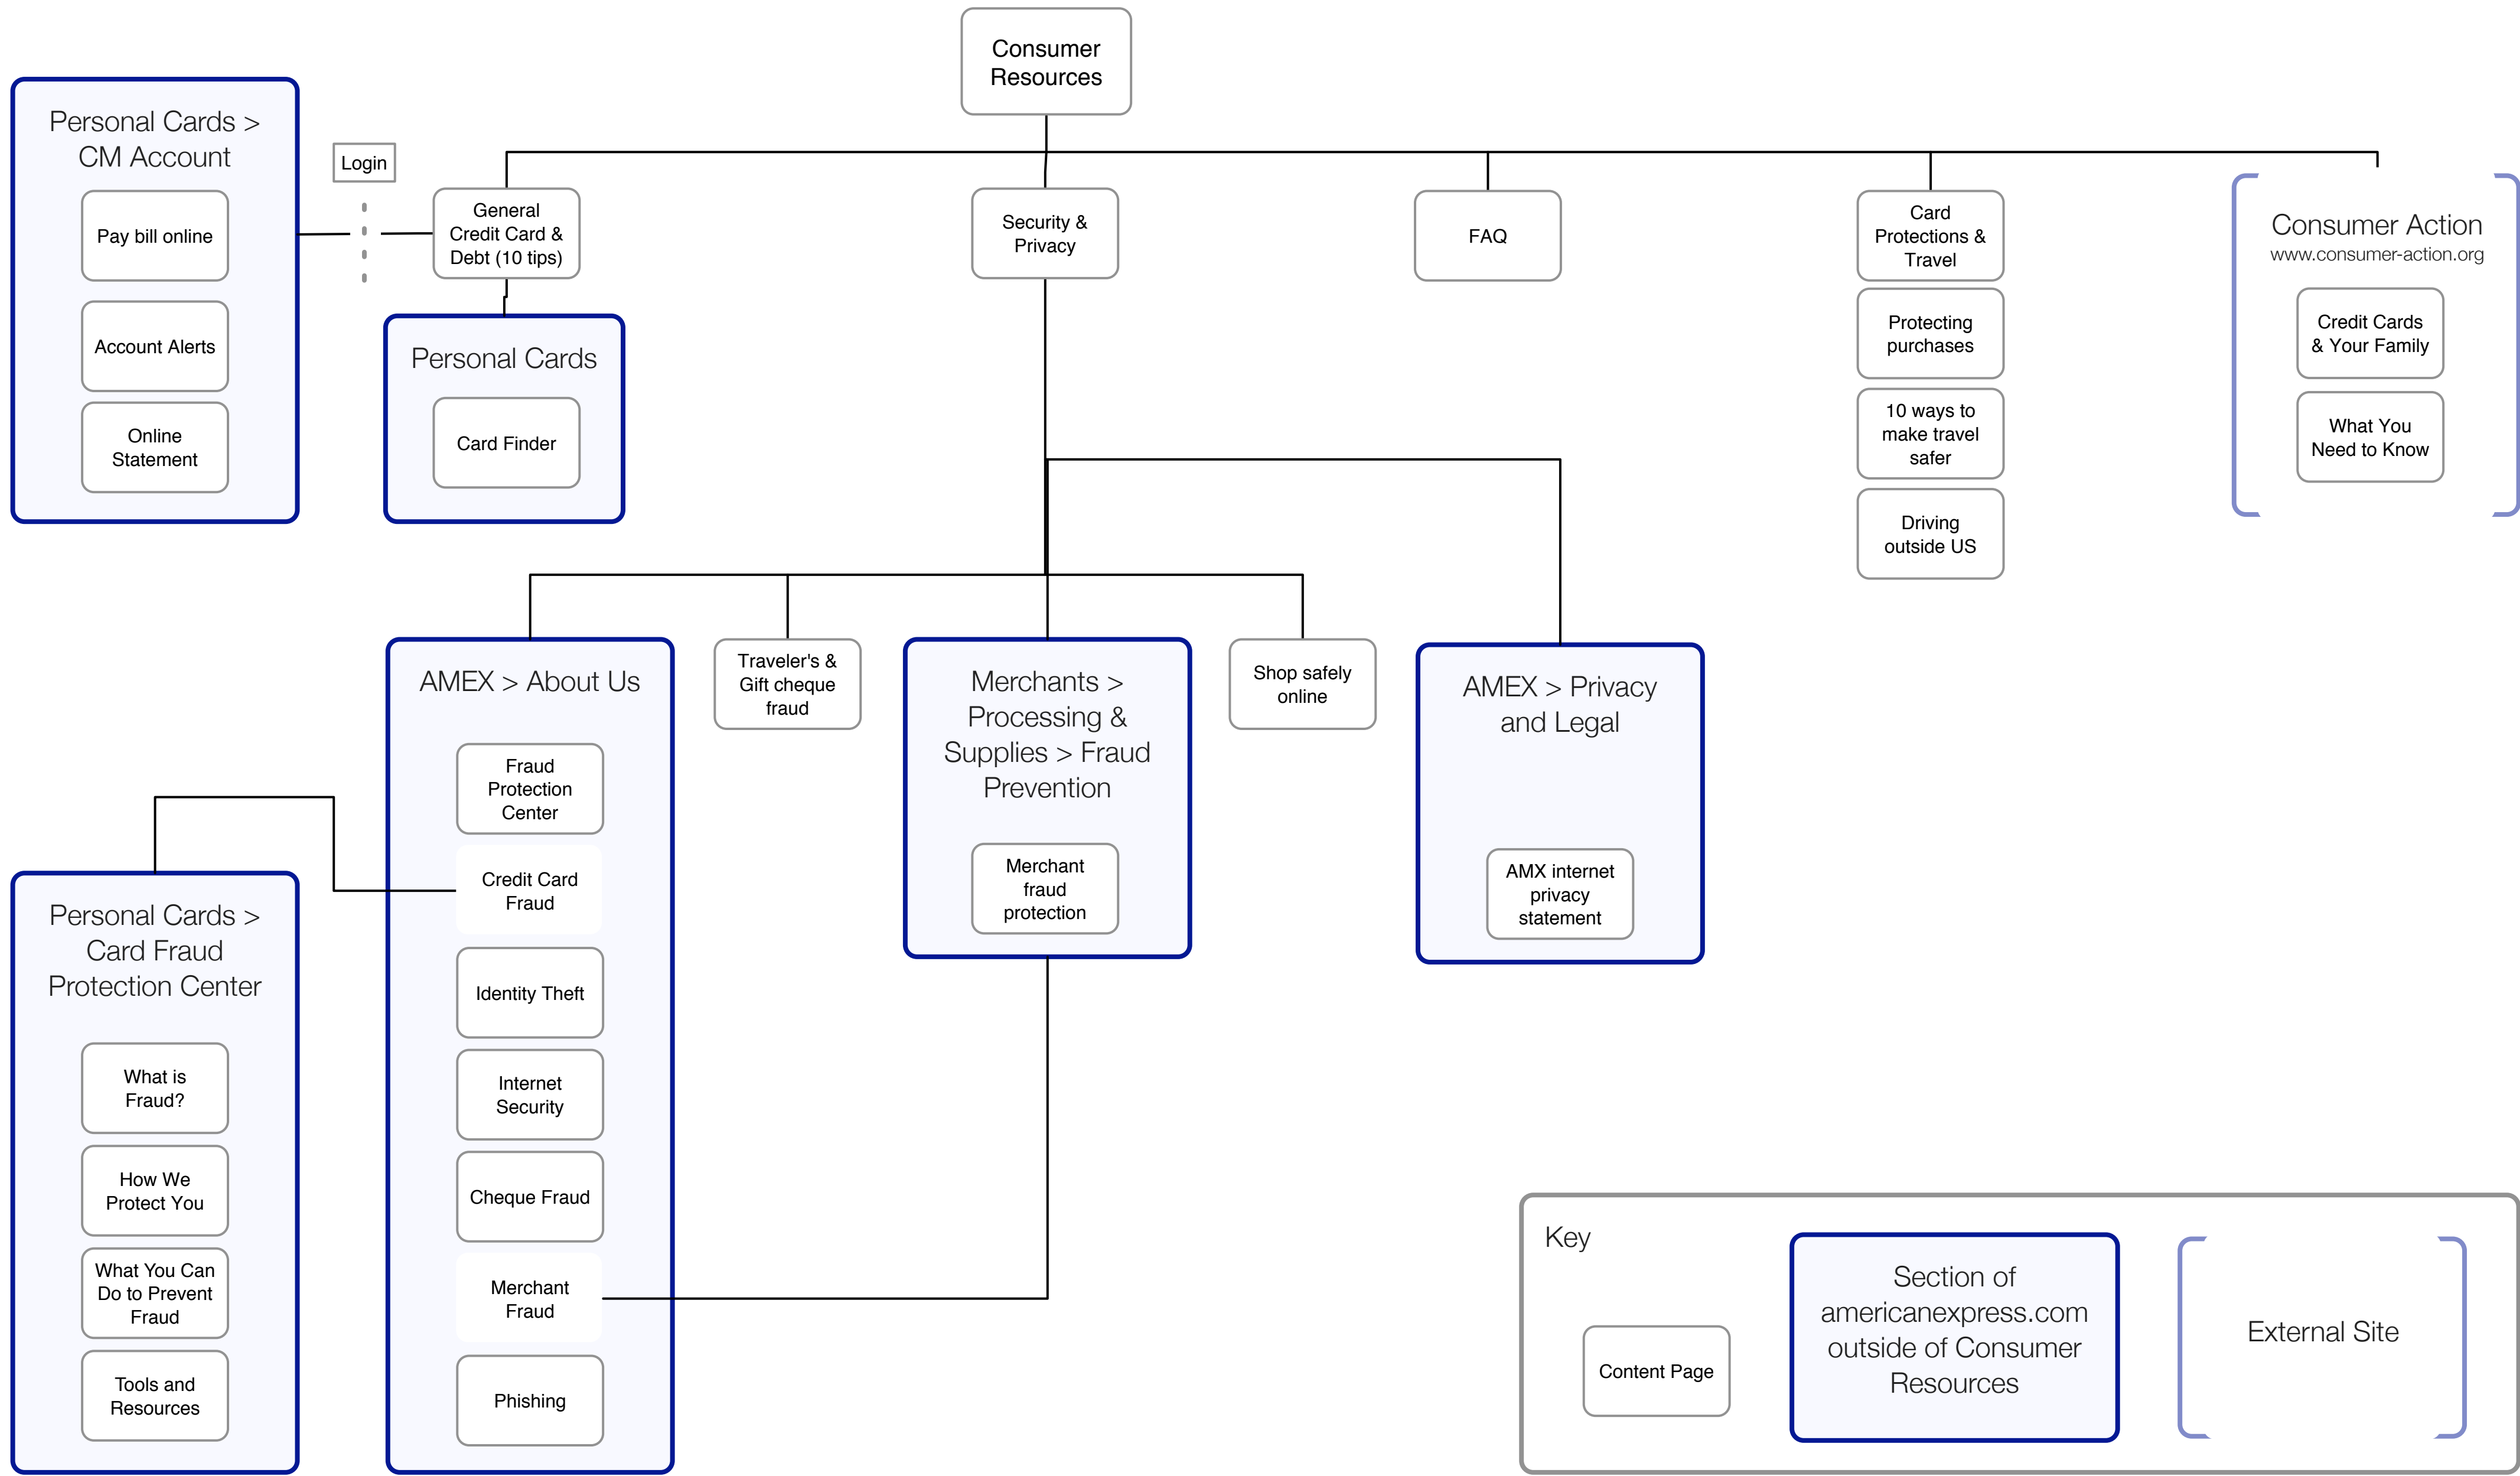 Consumer
Resources
Personal Cards >
CM Account
Pay bill online
Account Alerts
Online
Statement
Login
General
Credit Card &
Debt (10 tips)
Personal Cards
Card Finder
Security &
Privacy
FAQ
Card
Protections &
Travel
Protecting
purchases
10 ways to
make travel
safer
Driving
outside US
Consumer Action
www.consumer-action.org
Credit Cards
& Your Family
What You
Need to Know
AMEX > About Us
Fraud
Protection
Center
Credit Card
Fraud
Identity Theft
Internet
Security
Cheque Fraud
Merchant
Fraud
Phishing
Traveler's &
Gift cheque
fraud
Merchants >
Processing &
Supplies > Fraud
Prevention
Merchant
fraud
protection
Shop safely
online
AMEX > Privacy
and Legal
AMX internet
privacy
statement
Personal Cards >
Card Fraud
Protection Center
What is
Fraud?
How We
Protect You
What You Can
Do to Prevent
Fraud
Tools and
Resources
Key
Content Page
Section of
americanexpress.com
outside of Consumer
Resources
External Site